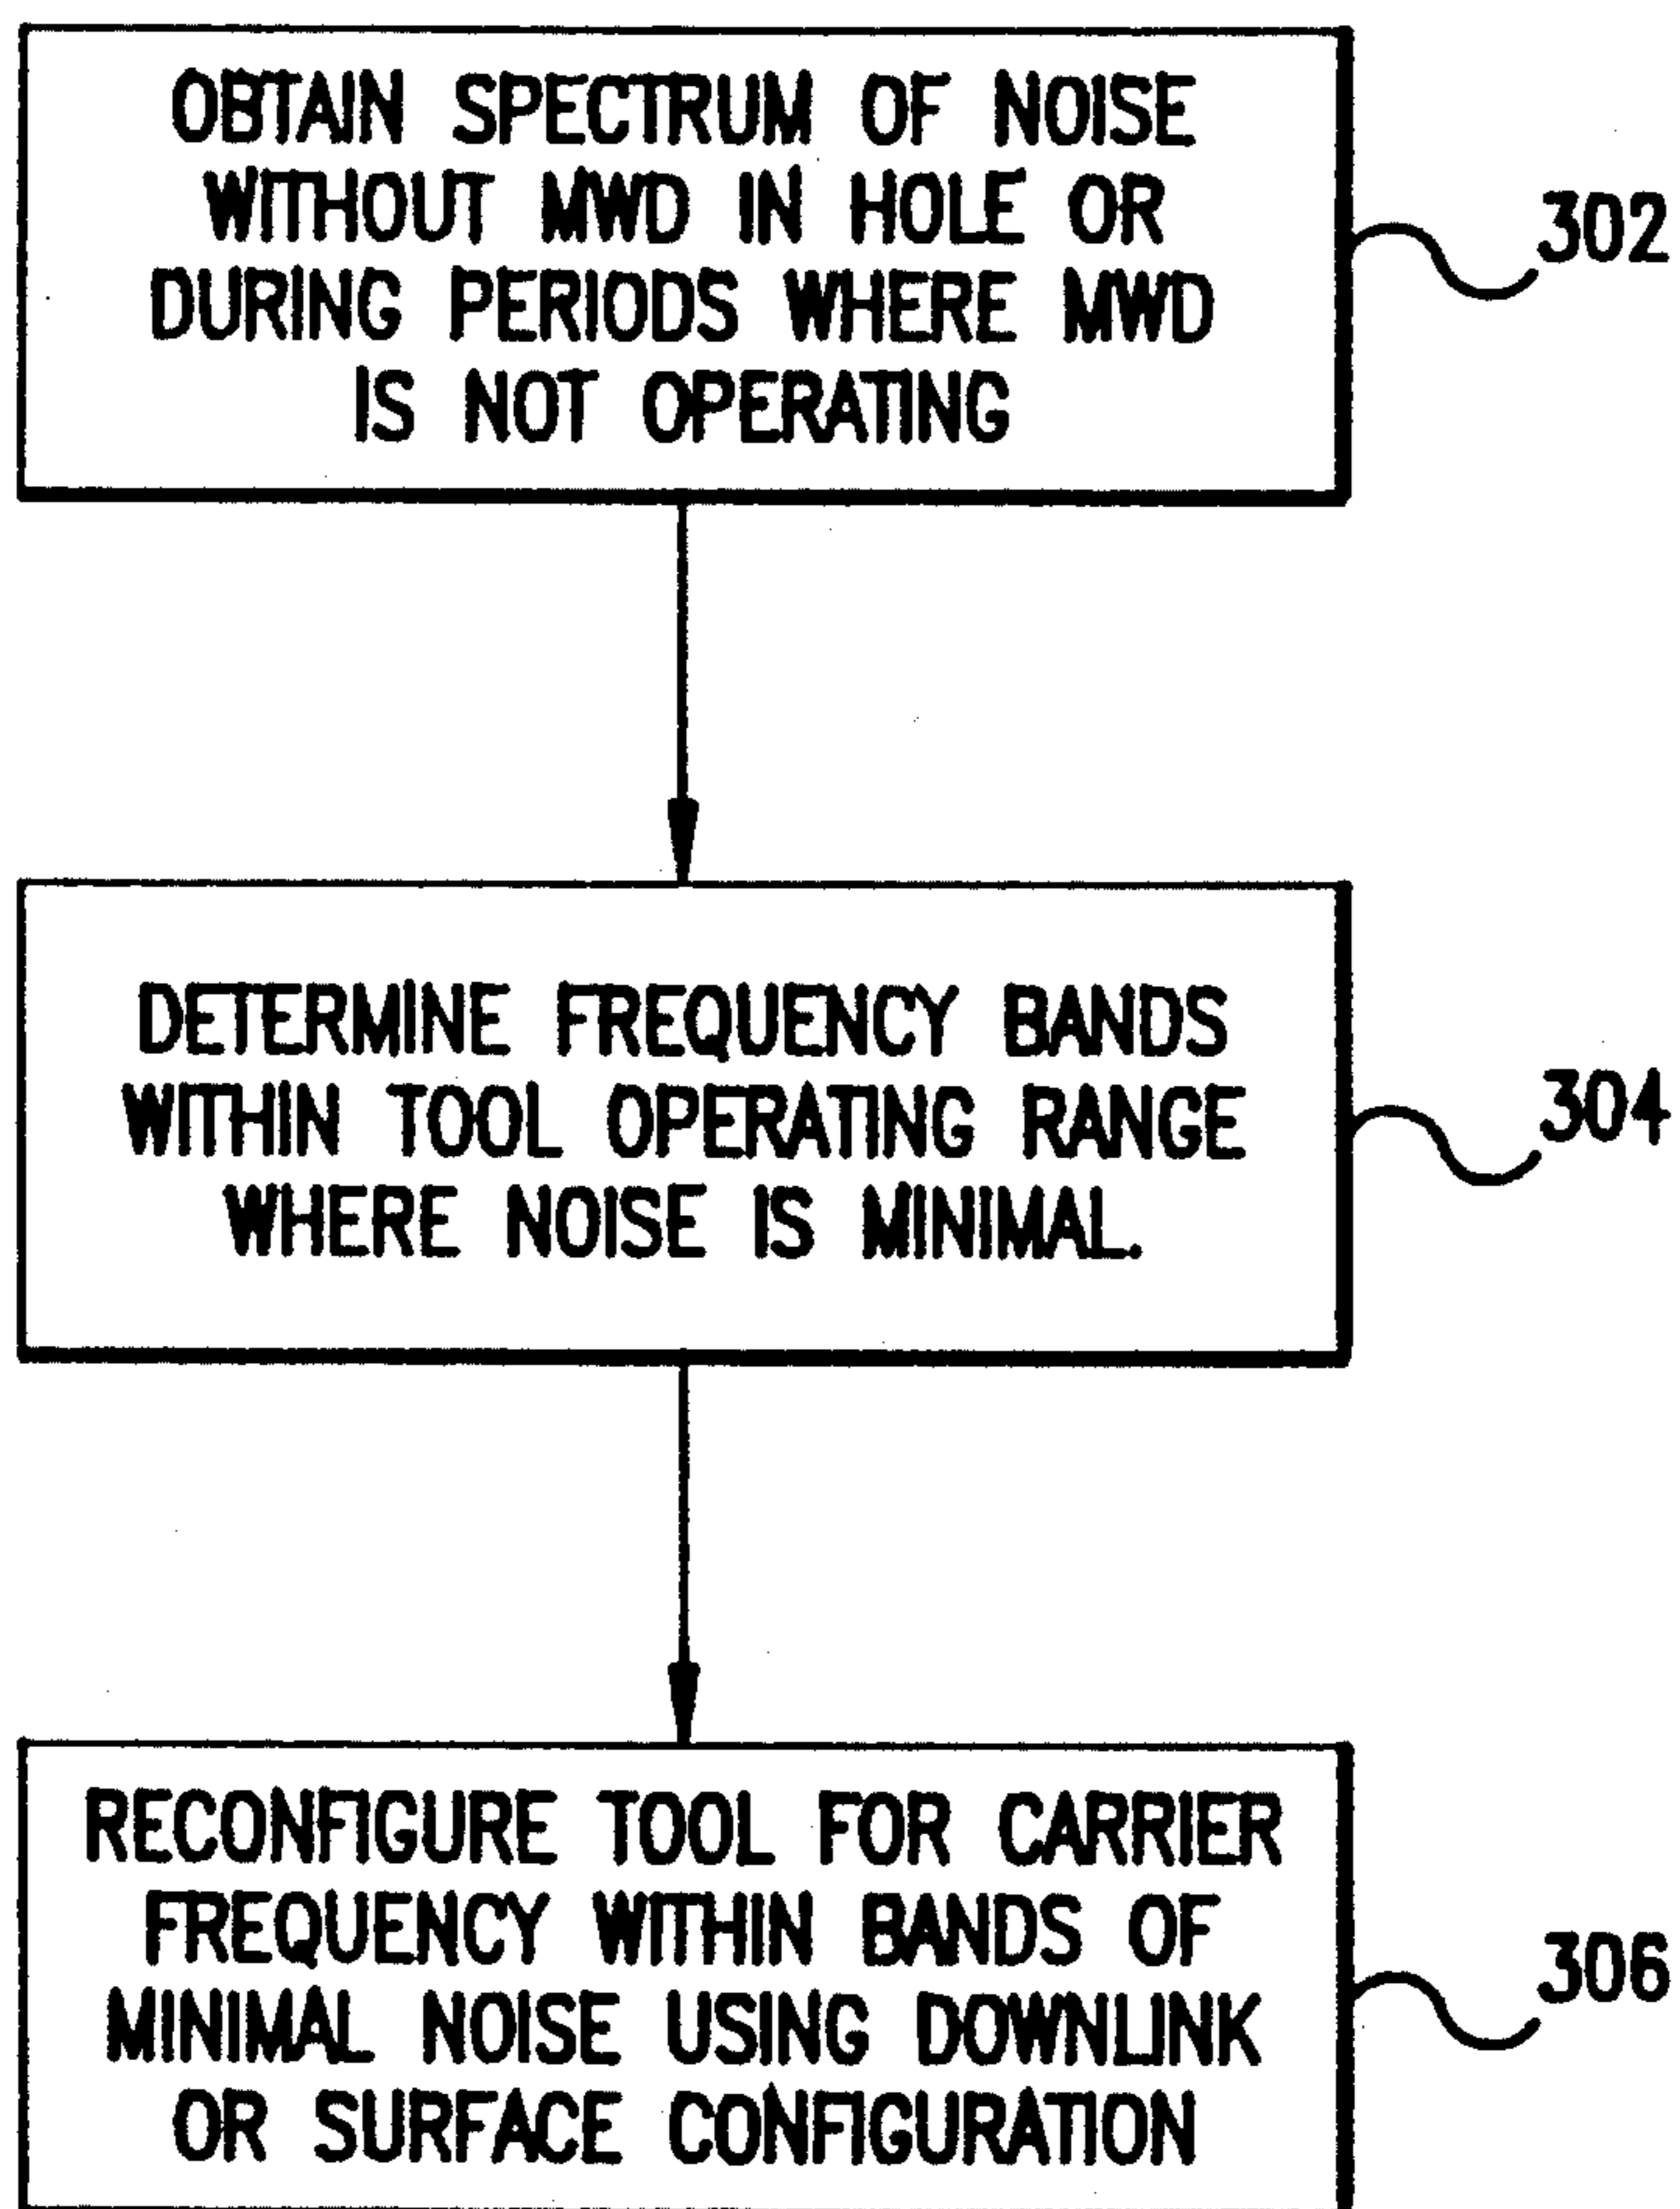 OBTAIN SPECTRUM OF NOISE
WITHOUT MWD IN HOLE OR
DURING PERIODS WHERE MWD
IS NOT OPERATING
302
DETERMINE FREQUENCY BANDS
WITHIN TOOL OPERATING RANGE
WHERE NOISE IS MINIMAL.
304
RECONFIGURE TOOL FOR CARRIER
FREQUENCY WITHIN BANDS OF
MINIMAL NOISE USING DOWNLINK
OR SURFACE CONFIGURATION
306